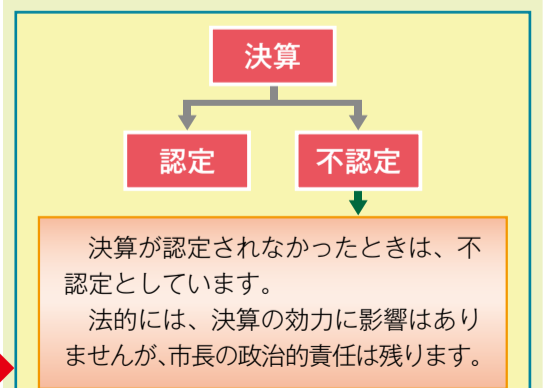 決算
認定
不認定
　決算が認定されなかったときは、不
認定としています。
　法的には、決算の効力に影響はあり
ませんが、市長の政治的責任は残ります。